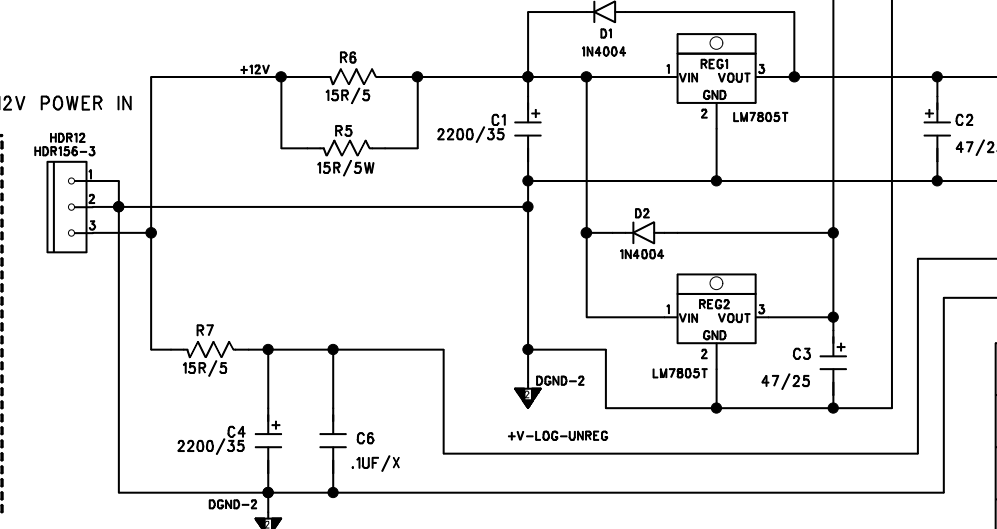 D1
1N4004
R6
+12V
15R/5
1 VIN REG1 VOUT 3
GND
2
LM7805T
12V POWER IN
HDR12
HDR156-3
1
2
3
R5
15R/5W
C1
2200/35
+
+
C2
47/25
D2
1N4004
REG2
1 VIN VOUT 3
GND
2
LM7805T
R7
15R/5
C3
47/25
+
DGND-2
2
+V-LOG-UNREG
C4
2200/35
+
C6
.1UF/X
DGND-2
2